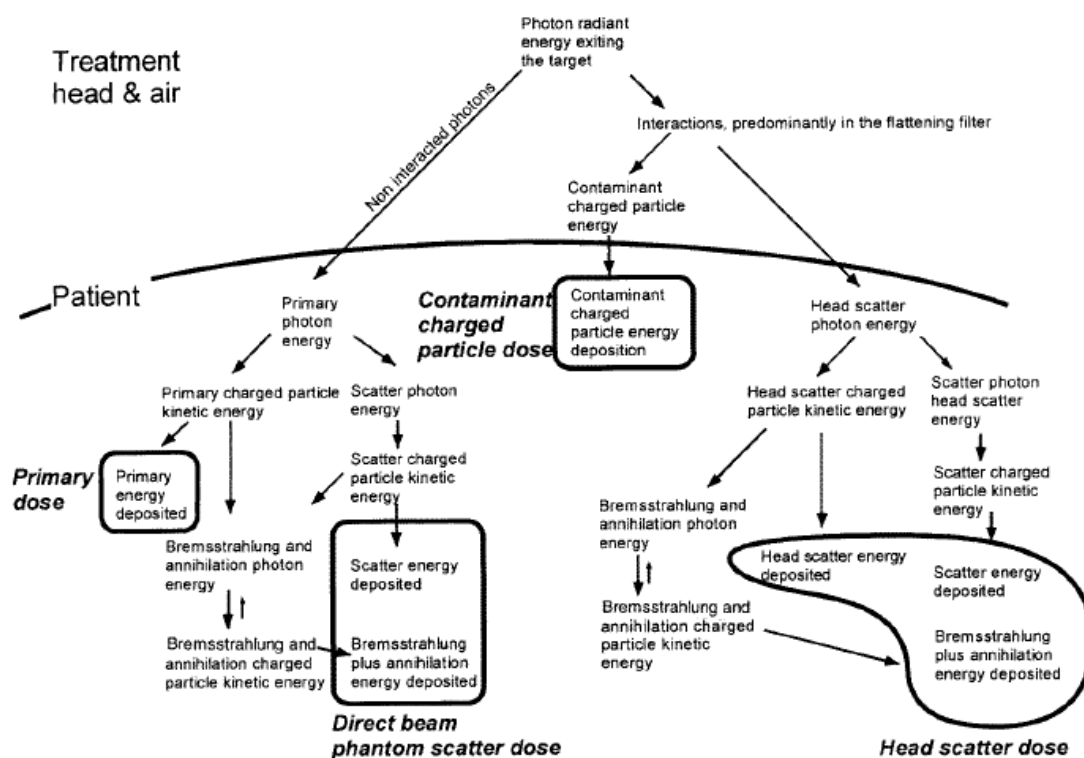 Photon radiant
energy exiting
the target
Treatment
head & air
Non interacted photons
Interactions, predominantly in the flattening filter
Contaminant
charged particle
energy
Patient
Primary
photon
energy
Contaminant
charged
particle dose
Contaminant
charged
particle energy
deposition
Head scatter
photon energy
Primary charged particle
kinetic energy
Scatter photon
energy
Head scatter charged
particle kinetic energy
Scatter photon
head scatter
energy
Primary
dose
Primary
energy
deposited
Scatter charged
particle kinetic
energy
Scatter charged
particle kinetic
energy
Bremsstrahlung and
annihilation photon
energy
Bremsstrahlung and
annihilation photon
energy
Scatter energy
deposited
Head scatter energy
deposited
Scatter energy
deposited
Bremsstrahlung and
annihilation charged
particle kinetic energy
Bremsstrahlung
plus annihilation
energy deposited
Bremsstrahlung and
annihilation charged
particle kinetic
energy
Bremsstrahlung
plus annihilation
energy deposited
Direct beam
phantom scatter dose
Head scatter dose